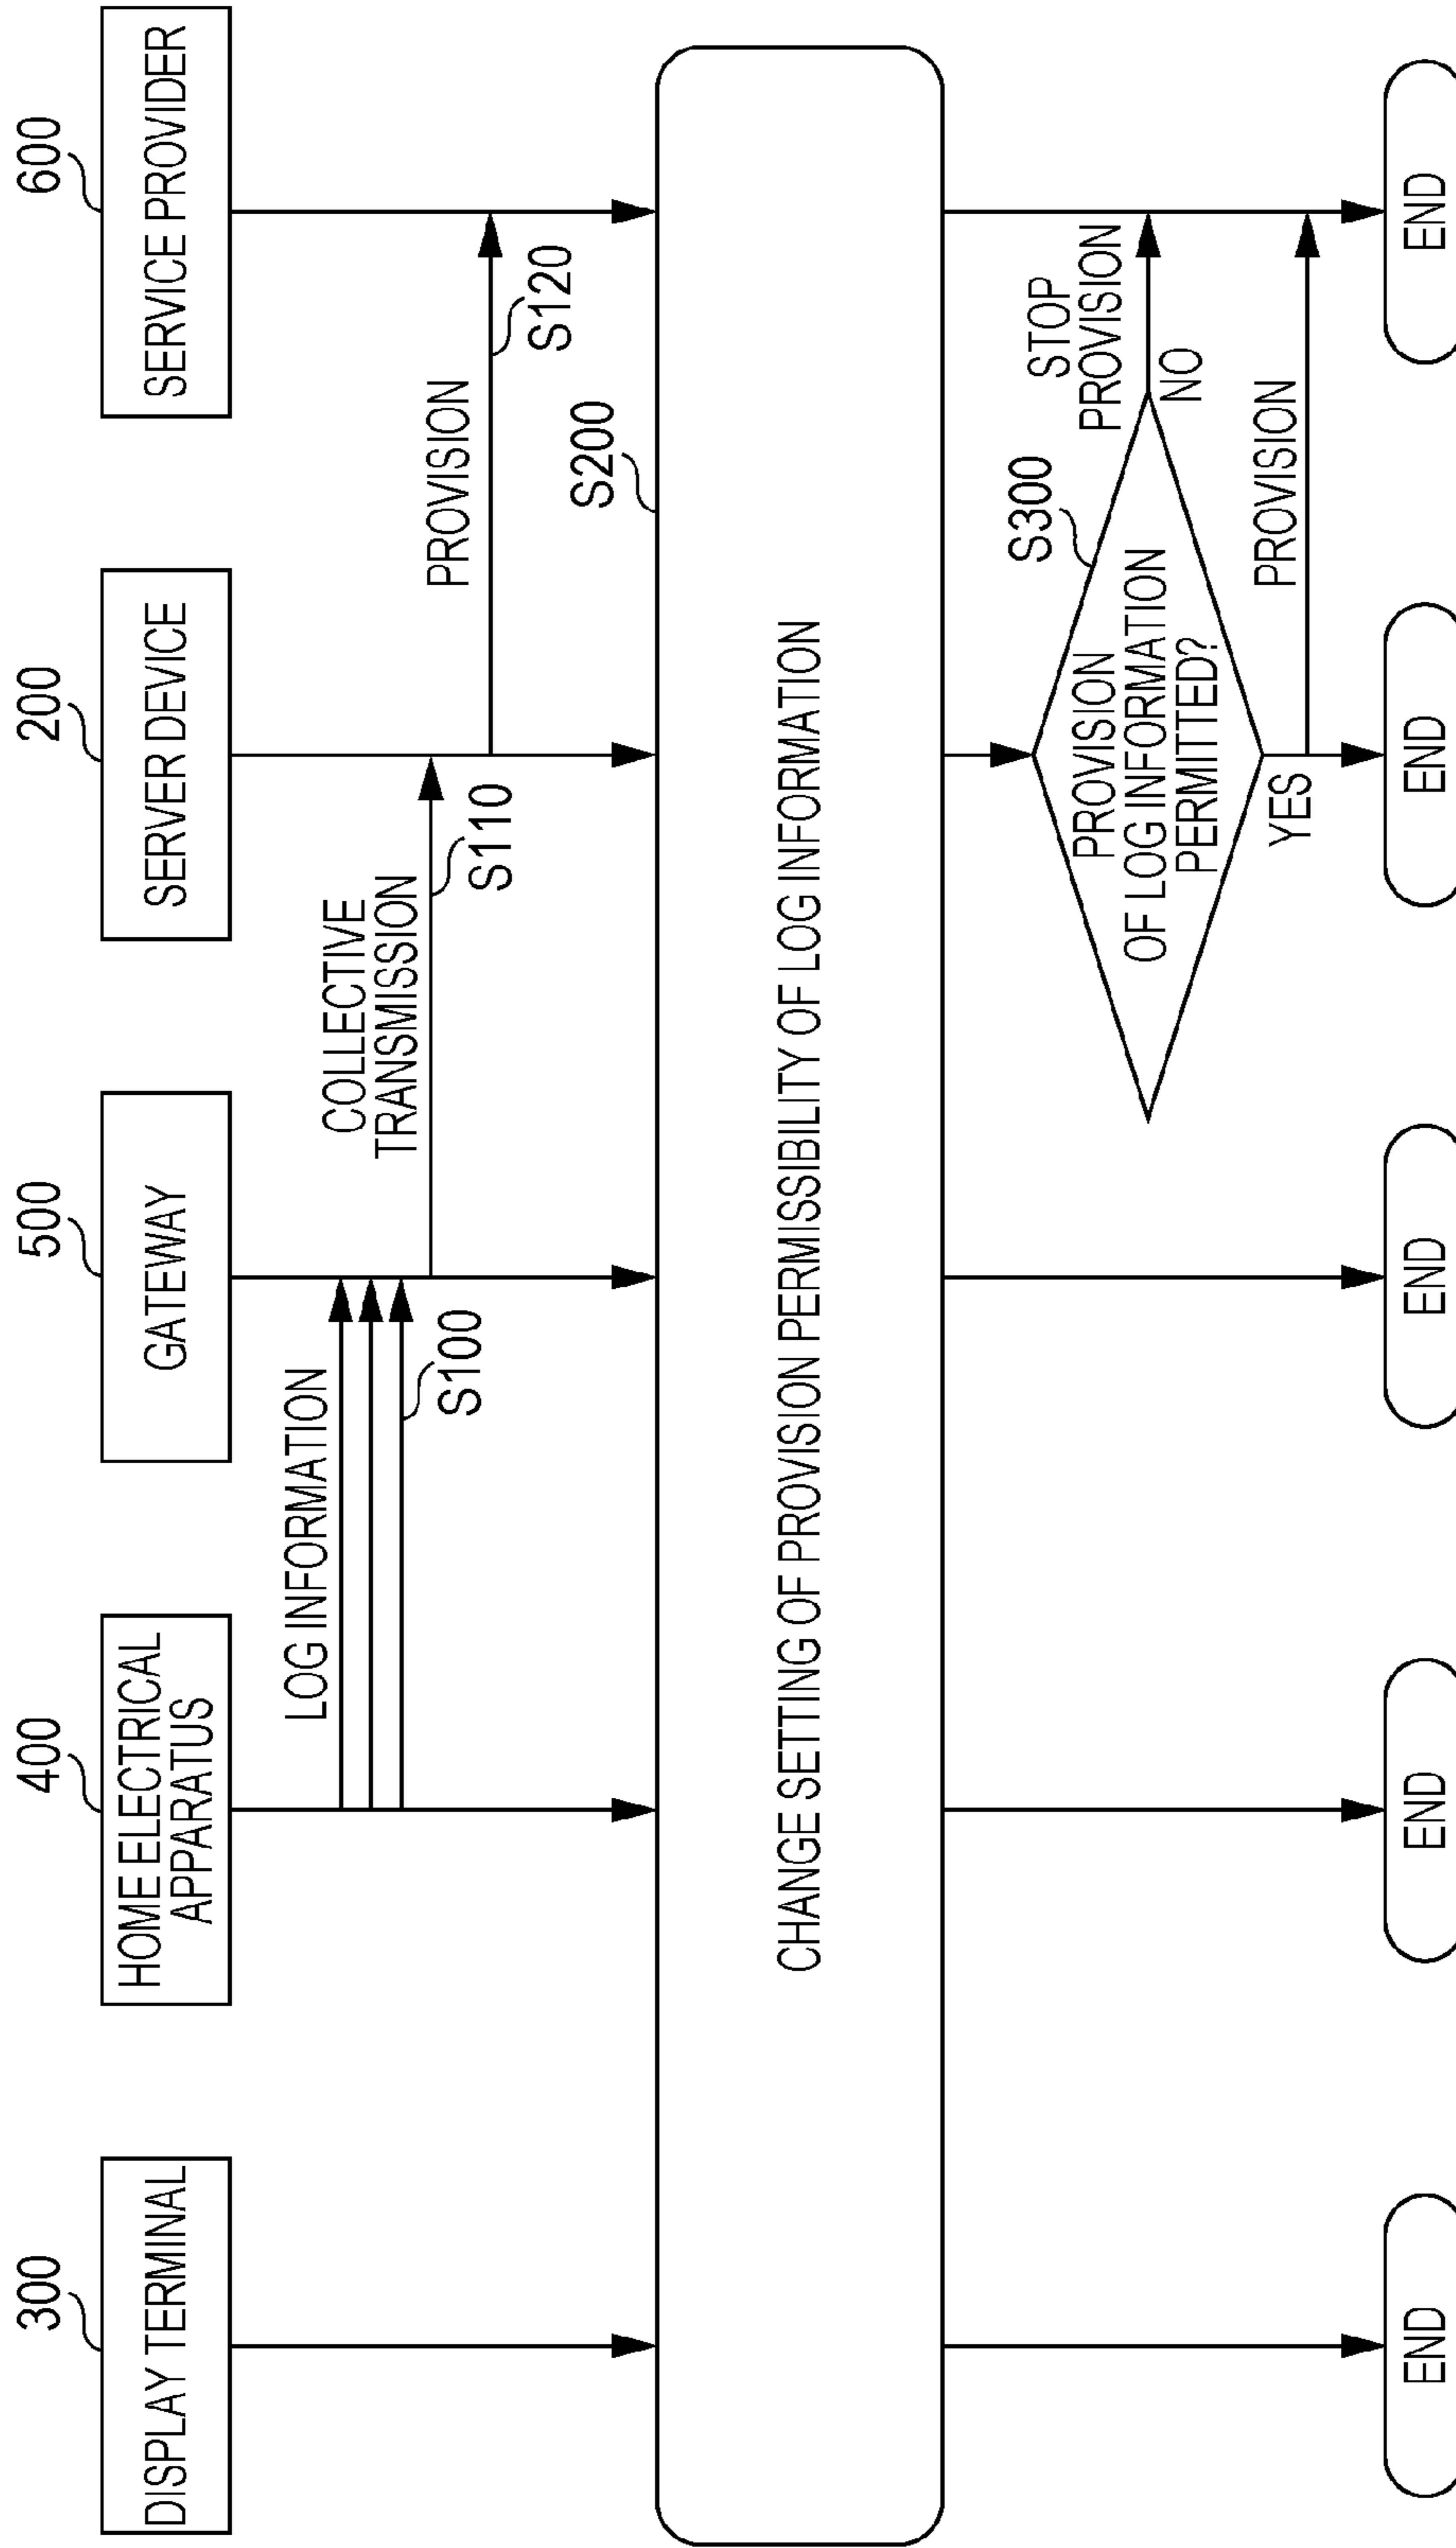 300
DISPLAY TERMINAL
400
HOME ELECTRICAL
APPARATUS
500
GATEWAY
200
SERVER DEVICE
600
SERVICE PROVIDER
LOG INFORMATION
S100
COLLECTIVE
TRANSMISSION
S110
PROVISION
S120
S200
CHANGE SETTING OF PROVISION PERMISSIBILITY OF LOG INFORMATION
S300
PROVISION
OF LOG INFORMATION
PERMITTED?
STOP
PROVISION
NO
YES
PROVISION
END
END
END
END
END